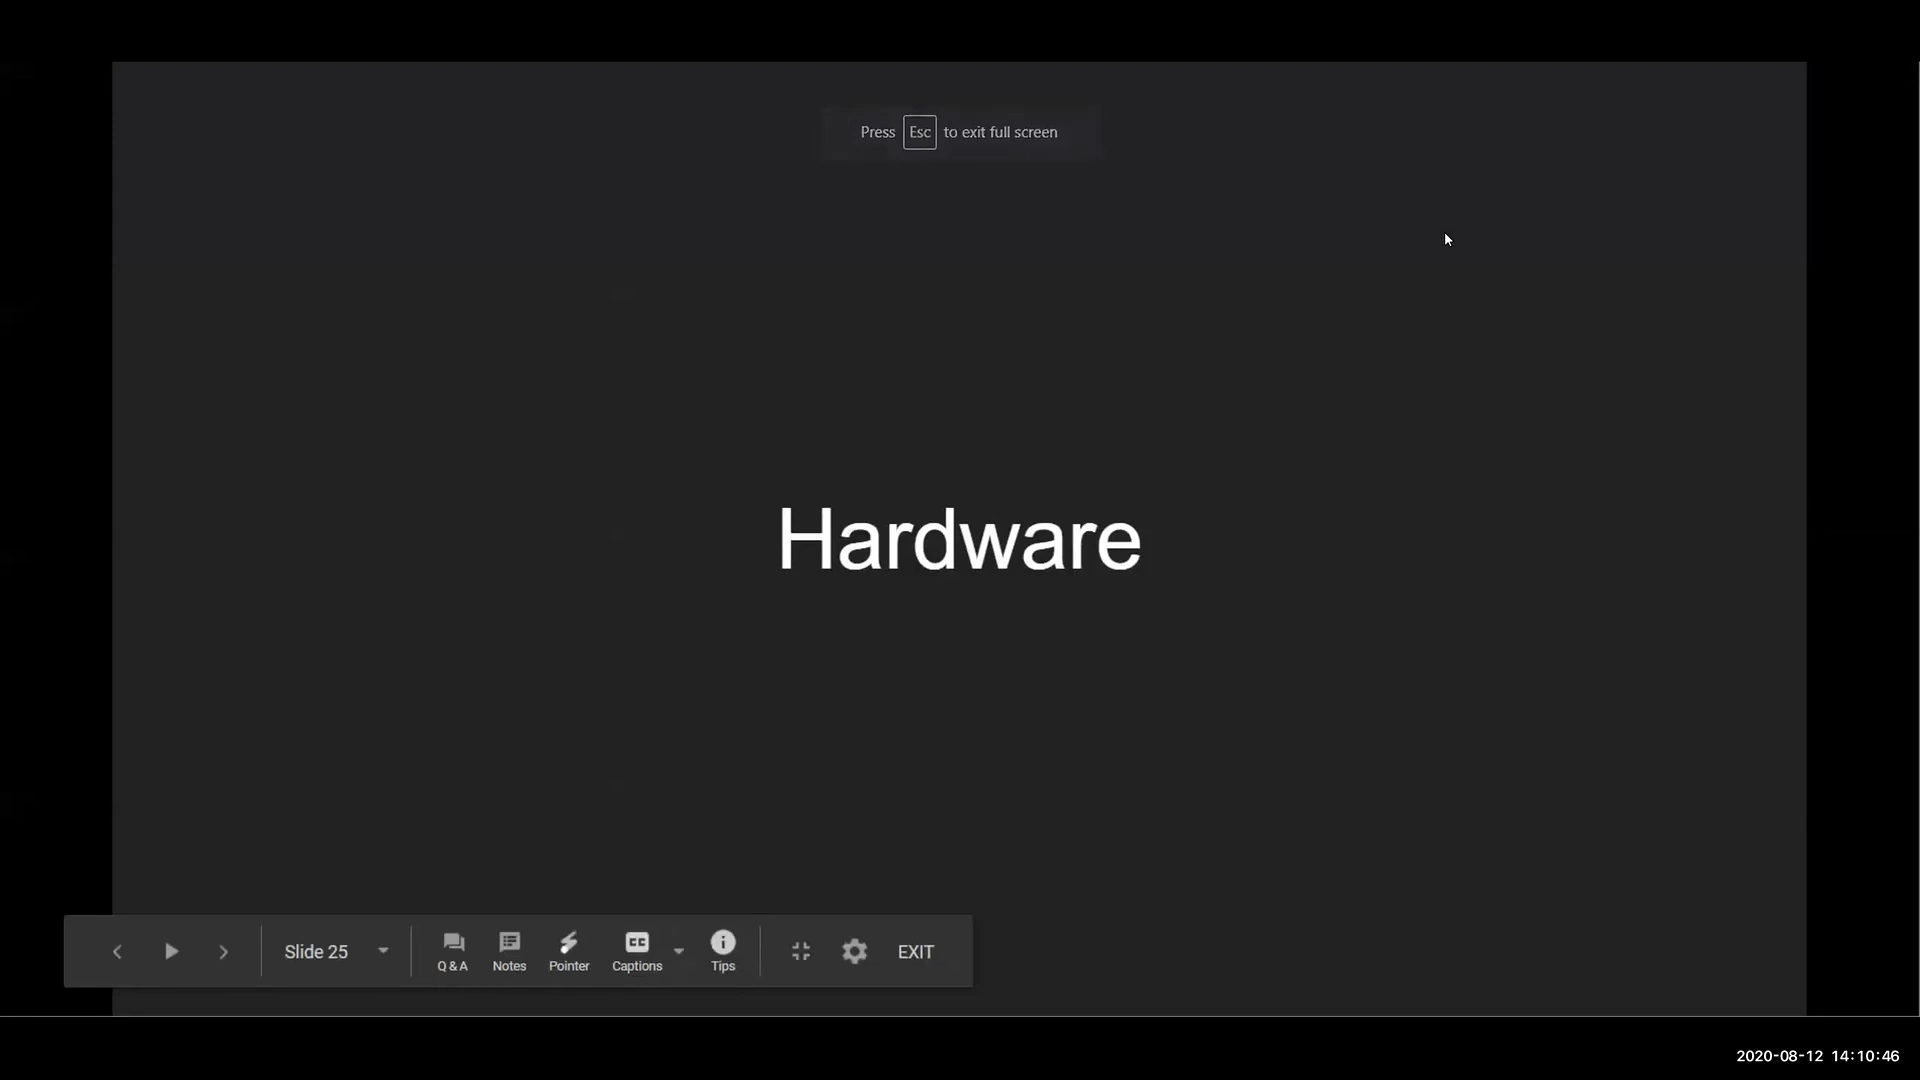 Press Esc to exit full screen
Hardware
Slide 25
Q & A
Notes
CC
Pointer
Captions
Tips
EXIT
2020-08-12 14:10:46